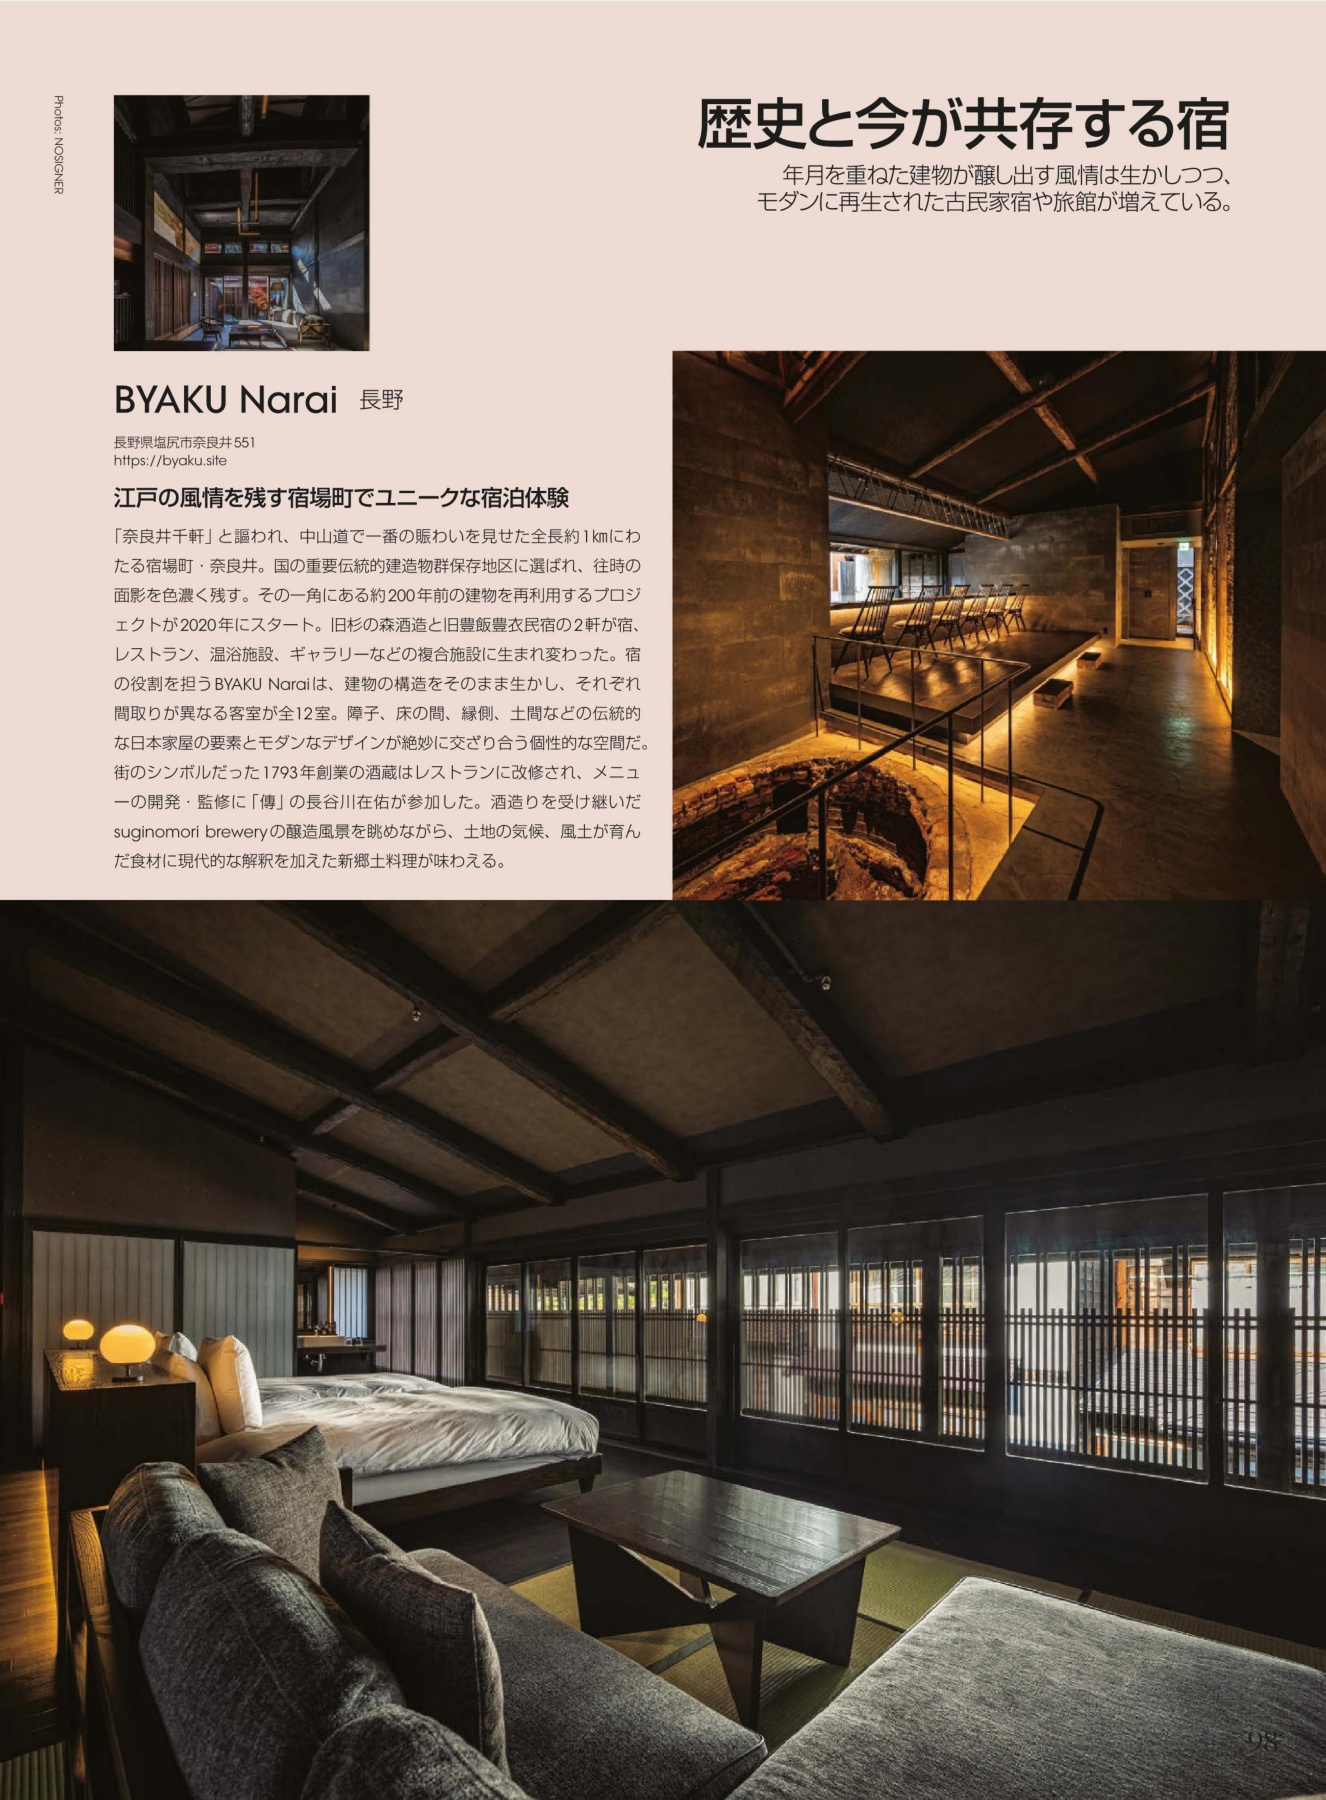 Photos: NOSIGNER
歴史と今が共存する宿
年月を重ねた建物が醸し出す風情は生かしつつ、
モダンに再生された古民家宿や旅館が増えている。
BYAKU Narai 長野
長野県塩尻市奈良井551
https://byaku.site
江戸の風情を残す宿場町でユニークな宿泊体験
「奈良井千軒」と謳われ、中山道で一番の賑わいを見せた全長約1㎞にわ
たる宿場町・奈良井。国の重要伝統的建造物群保存地区に選ばれ、往時の
面影を色濃く残す。その一角にある約200年前の建物を再利用するプロジ
ェクトが2020年にスタート。旧杉の森酒造と旧豊飯豊衣民宿の2軒が宿、
レストラン、温浴施設、ギャラリーなどの複合施設に生まれ変わった。宿
の役割を担うBYAKU Naraiは、建物の構造をそのまま生かし、それぞれ
間取りが異なる客室が全12室。障子、床の間、縁側、土間などの伝統的
な日本家屋の要素とモダンなデザインが絶妙に交ざり合う個性的な空間だ。
街のシンボルだった1793年創業の酒蔵はレストランに改修され、メニュ
ーの開発・監修に「傳」の長谷川在佑が参加した。酒造りを受け継いだ
suginomori breweryの醸造風景を眺めながら、土地の気候、風土が育ん
だ食材に現代的な解釈を加えた新郷土料理が味わえる。
98